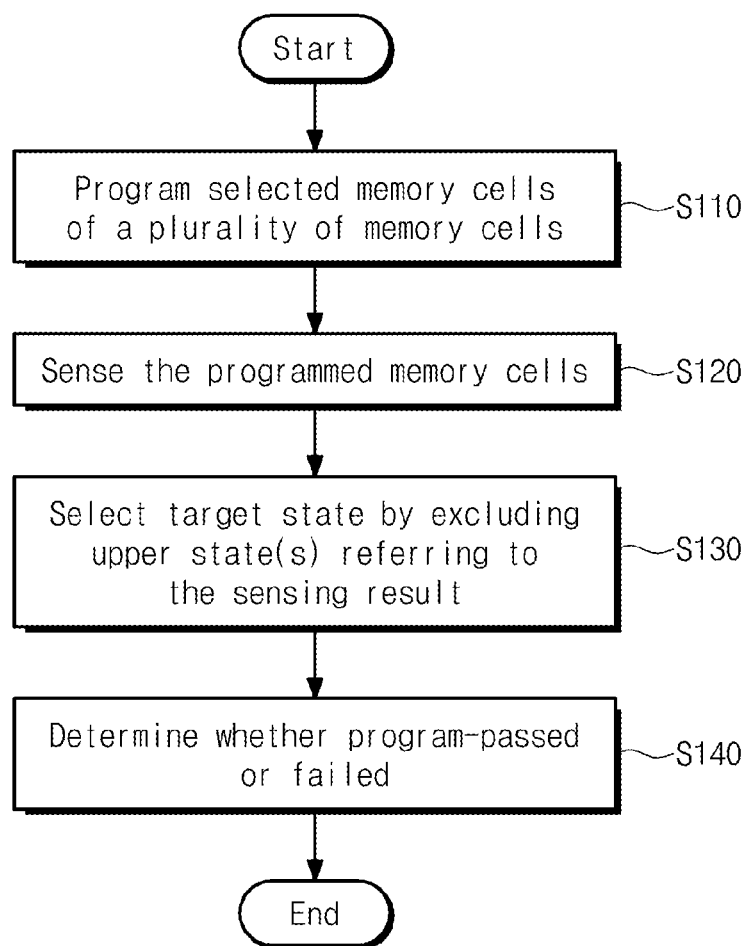 Start
Program selected memory cells
of a plurality of memory cells
S110
Sense the programmed memory cells
S120
Select target state by excluding
upper state(s) referring to
the sensing result
S130
Determine whether program-passed
or failed
S140
End